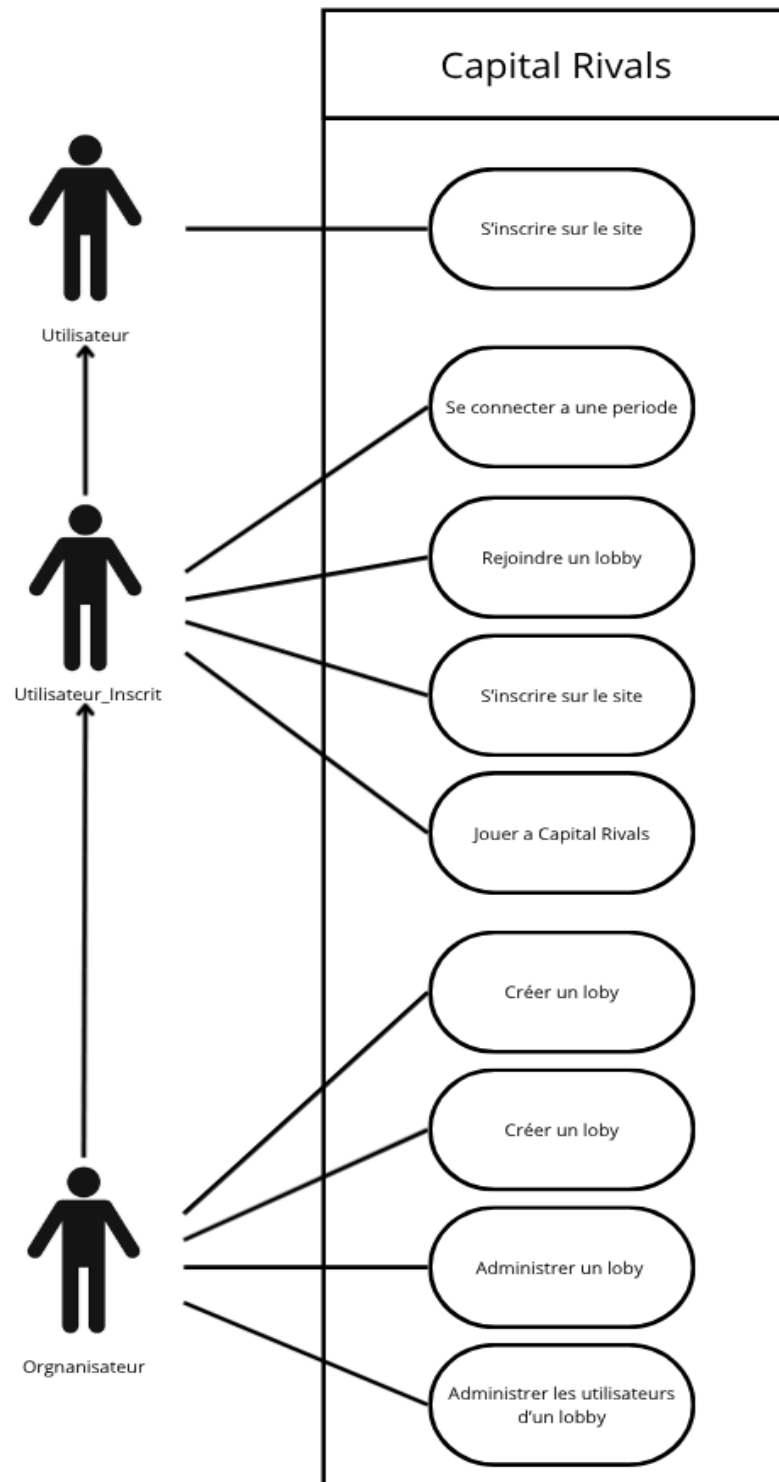 Capital Rivals
S'inscrire sur le site
Utilisateur
Se connecter a une periode
Rejoindre un lobby
Utilisateur_Inscrit
S'inscrire sur le site
Jouer a Capital Rivals
Créer un loby
Créer un loby
Administrer un loby
Orgnanisateur
Administrer les utilisateurs
d'un lobby